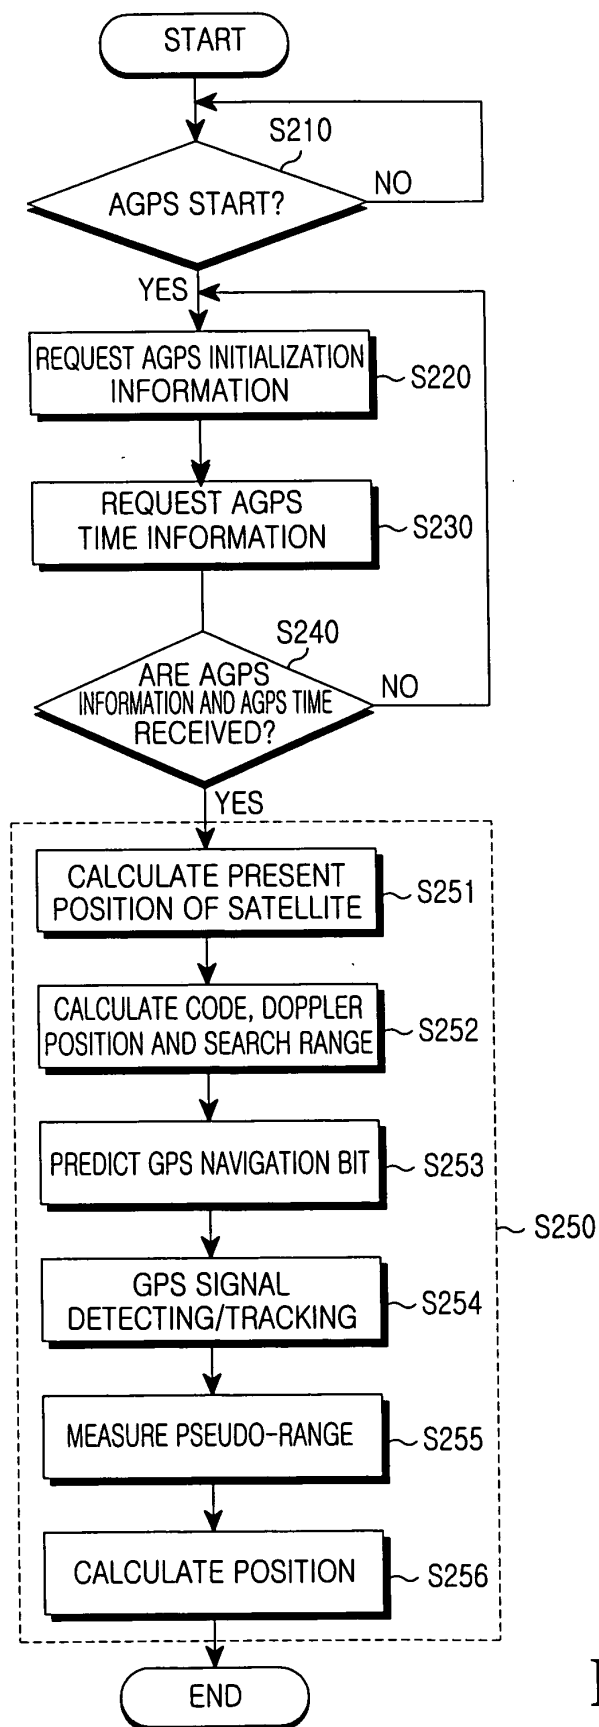 START
S210
AGPS START?
NO
YES
REQUEST AGPS INITIALIZATION
INFORMATION
S220
REQUEST AGPS
TIME INFORMATION
S230
S240
ARE AGPS
INFORMATION AND AGPS TIME
RECEIVED?
NO
YES
CALCULATE PRESENT
POSITION OF SATELLITE
S251
CALCULATE CODE, DOPPLER
POSITION AND SEARCH RANGE
S252
PREDICT GPS NAVIGATION BIT
S253
S250
GPS SIGNAL
DETECTING/TRACKING
S254
MEASURE PSEUDO-RANGE
S255
CALCULATE POSITION
S256
END